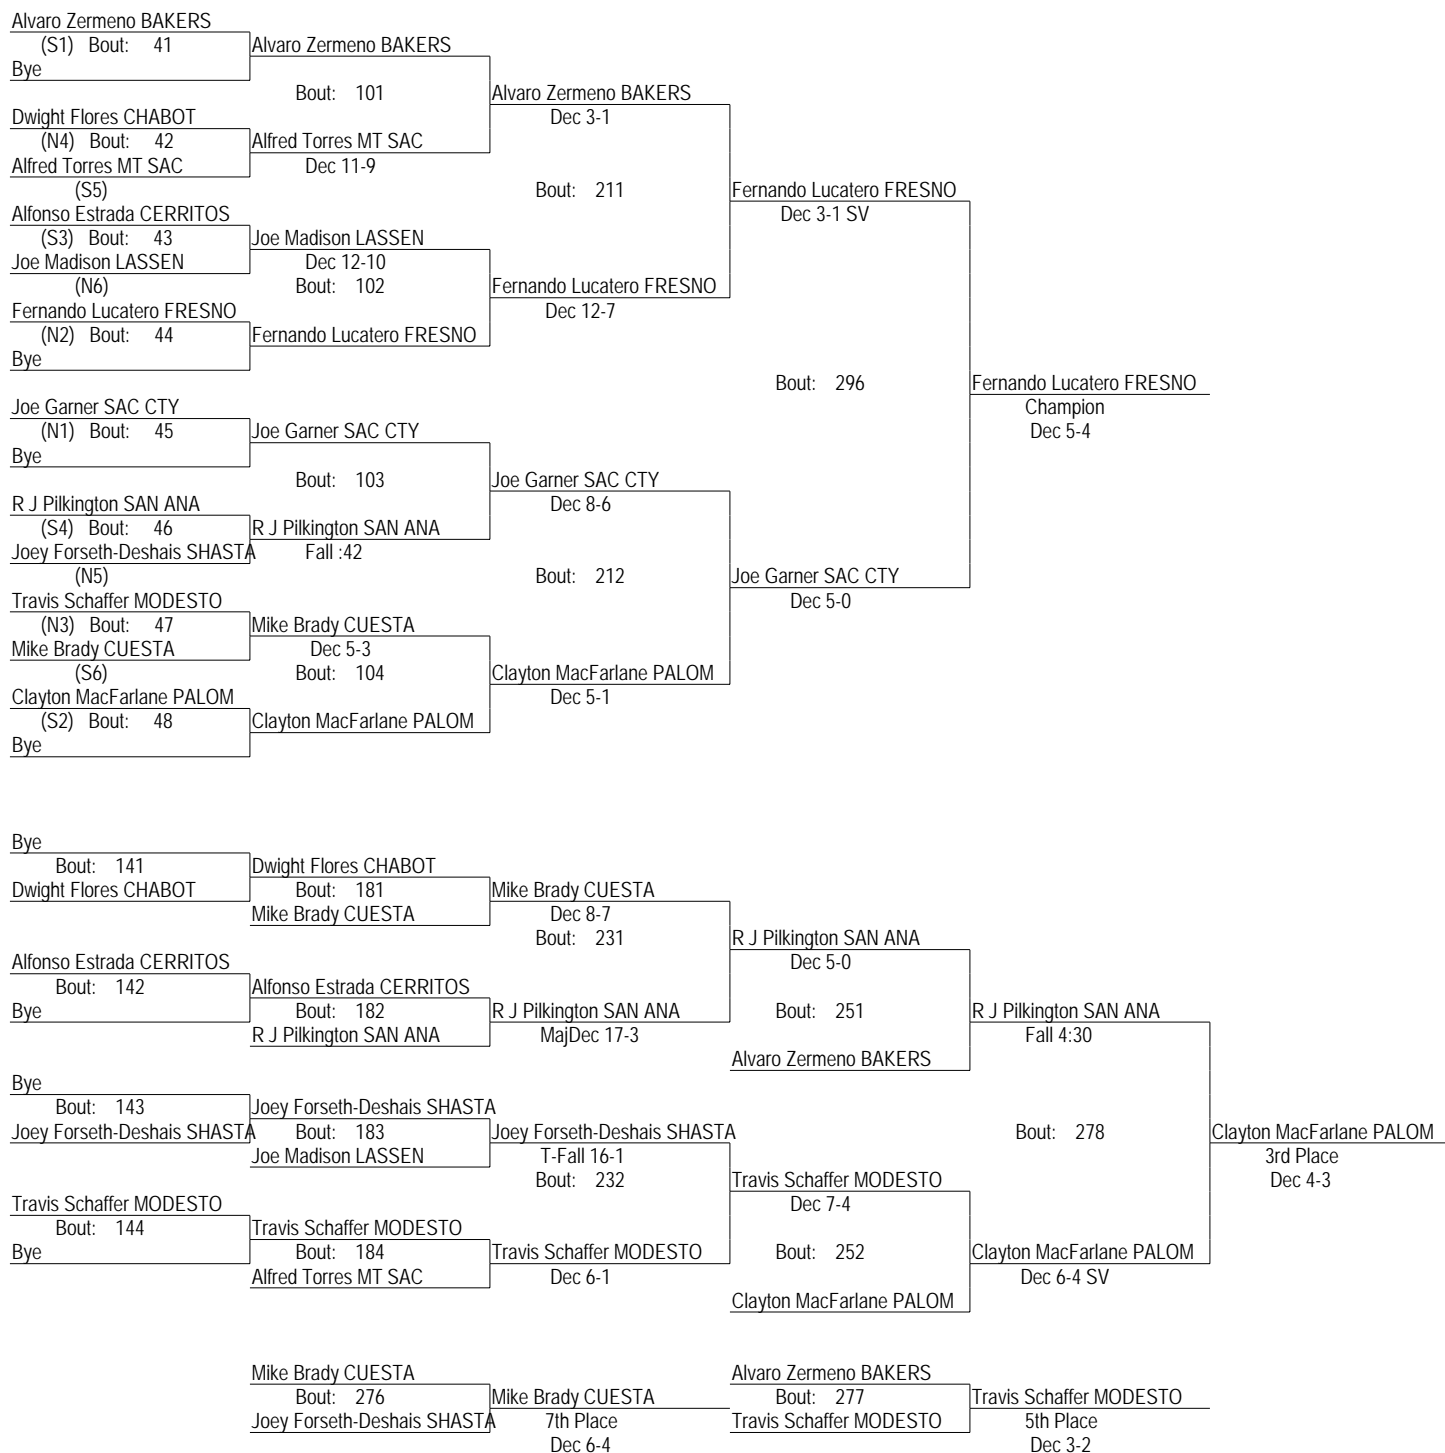 Alvaro Zermeno BAKERS
(S1) Bout: 41 Alvaro Zermeno BAKERS
Bye
Bout: 101 Alvaro Zermeno BAKERS
Dwight Flores CHABOT Dec 3-1
(N4) Bout: 42 Alfred Torres MT SAC
Alfred Torres MT SAC Dec 11-9
(S5) Bout: 211 Fernando Lucatero FRESNO
Alfonso Estrada CERRITOS Dec 3-1 SV
(S3) Bout: 43 Joe Madison LASSEN
Joe Madison LASSEN Dec 12-10
(N6) Bout: 102 Fernando Lucatero FRESNO
Fernando Lucatero FRESNO Dec 12-7
(N2) Bout: 44 Fernando Lucatero FRESNO
Bye
Bout: 296 Fernando Lucatero FRESNO
Joe Garner SAC CTY Champion
(N1) Bout: 45 Joe Garner SAC CTY Dec 5-4
Bye
Bout: 103 Joe Garner SAC CTY
R J Pilkington SAN ANA Dec 8-6
(S4) Bout: 46 R J Pilkington SAN ANA
Joey Forseth-Deshais SHASTA Fall :42
(N5) Bout: 212 Joe Garner SAC CTY
Travis Schaffer MODESTO Dec 5-0
(N3) Bout: 47 Mike Brady CUESTA
Mike Brady CUESTA Dec 5-3
(S6) Bout: 104 Clayton MacFarlane PALOM
Clayton MacFarlane PALOM Dec 5-1
(S2) Bout: 48 Clayton MacFarlane PALOM
Bye
Bye
Bout: 141 Dwight Flores CHABOT
Dwight Flores CHABOT Bout: 181 Mike Brady CUESTA
Mike Brady CUESTA Dec 8-7
Bout: 231 R J Pilkington SAN ANA
Alfonso Estrada CERRITOS Dec 5-0
Bout: 142 Alfonso Estrada CERRITOS
Bye Bout: 182 R J Pilkington SAN ANA Bout: 251 R J Pilkington SAN ANA
R J Pilkington SAN ANA MajDec 17-3 Fall 4:30
Alvaro Zermeno BAKERS
Bye
Bout: 143 Joey Forseth-Deshais SHASTA
Joey Forseth-Deshais SHASTA Bout: 183 Joey Forseth-Deshais SHASTA Bout: 278 Clayton MacFarlane PALOM
Joe Madison LASSEN T-Fall 16-1 3rd Place
Bout: 232 Travis Schaffer MODESTO Dec 4-3
Travis Schaffer MODESTO Dec 7-4
Bout: 144 Travis Schaffer MODESTO
Bye Bout: 184 Travis Schaffer MODESTO Bout: 252 Clayton MacFarlane PALOM
Alfred Torres MT SAC Dec 6-1 Dec 6-4 SV
Clayton MacFarlane PALOM
Mike Brady CUESTA Alvaro Zermeno BAKERS
Bout: 276 Mike Brady CUESTA Bout: 277 Travis Schaffer MODESTO
Joey Forseth-Deshais SHASTA 7th Place Travis Schaffer MODESTO 5th Place
Dec 6-4 Dec 3-2